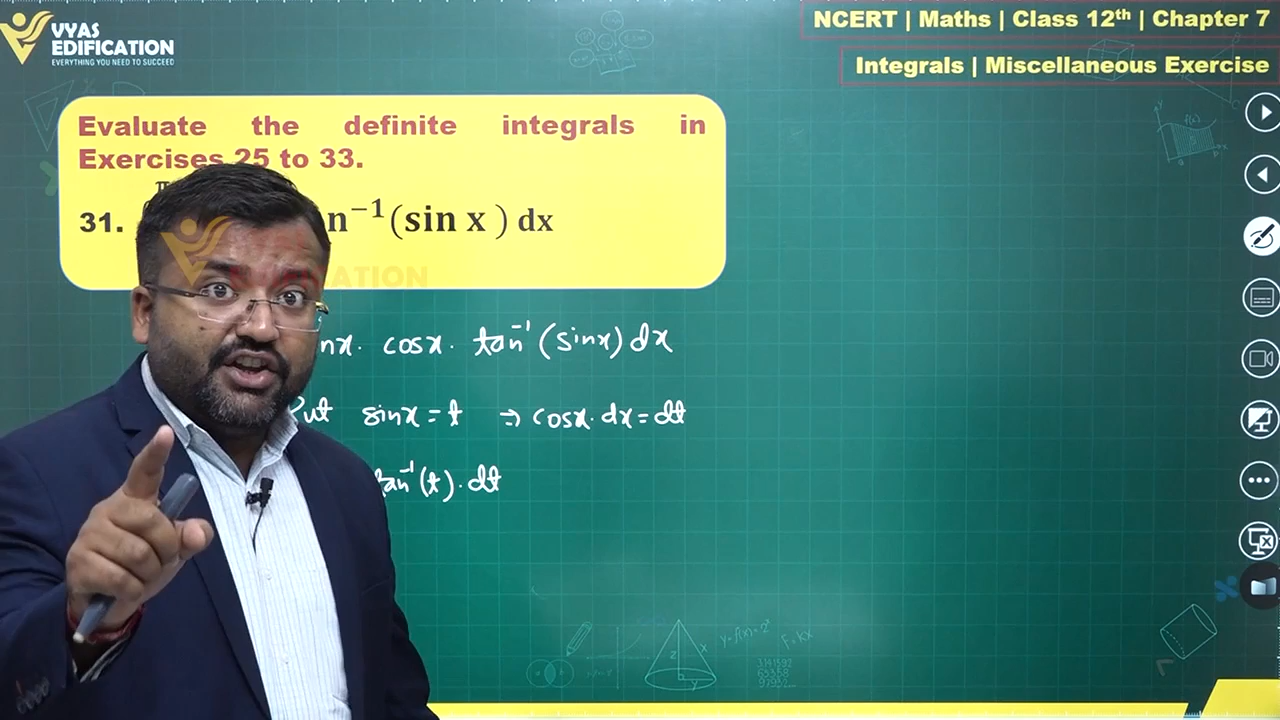 VYAS
EDIFICATION
EVERYTHING YOU NEED TO SUCCEED
NCERT | Maths | Class 12th | Chapter 7
Integrals | Miscellaneous Exercise
Evaluate the definite integrals in
Exercises 25 to 33.
31. n⁻¹(sin x ) dx
nx. cosx. tan⁻¹(sinx) dx
Put sinx = t ⇒ cosx. dx = dt
tan⁻¹(t). dt